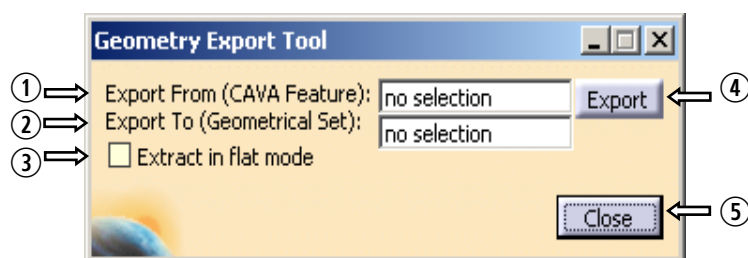 Geometry Export Tool
① Export From (CAVA Feature): no selection Export ④
② Export To (Geometrical Set): no selection
③ Extract in flat mode
Close ⑤